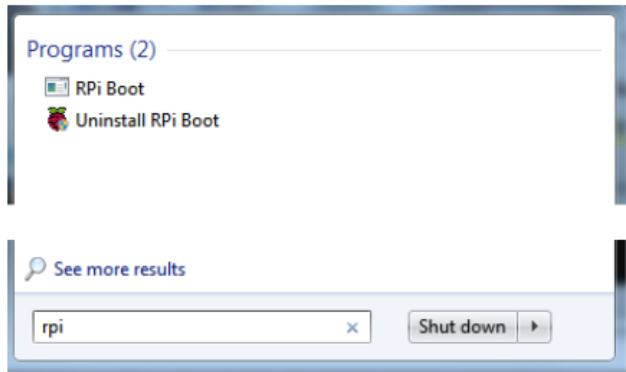 Programs (2)
RPi Boot
Uninstall RPi Boot
See more results
rpi
Shut down